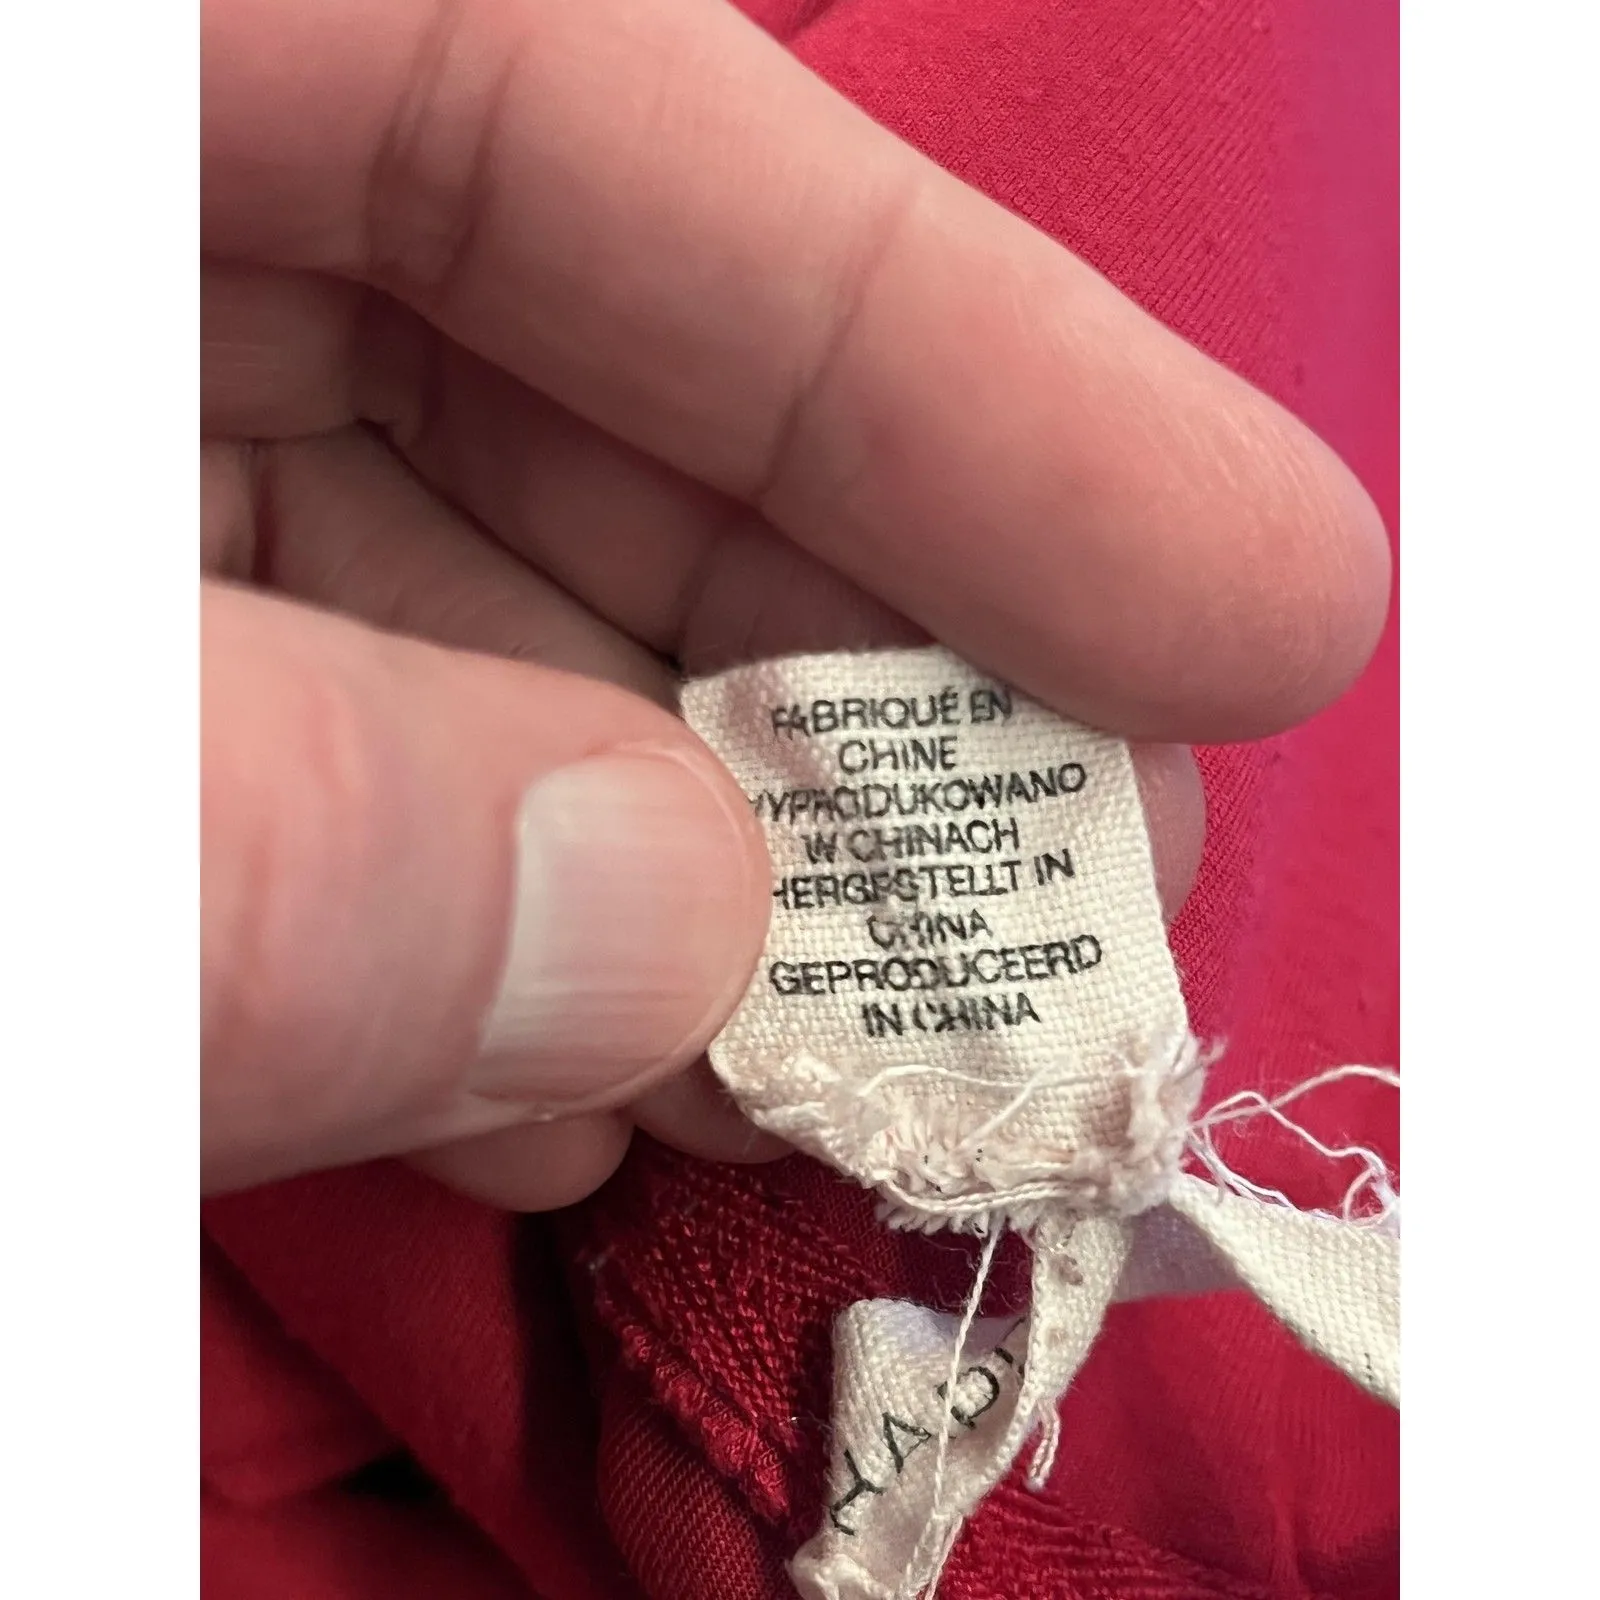 FABRIQUÉ EN
CHINE
WYPRODUKOWANO
W CHINACH
HERGESTELLT IN
CHINA
GEPRODUCEERD
IN CHINA